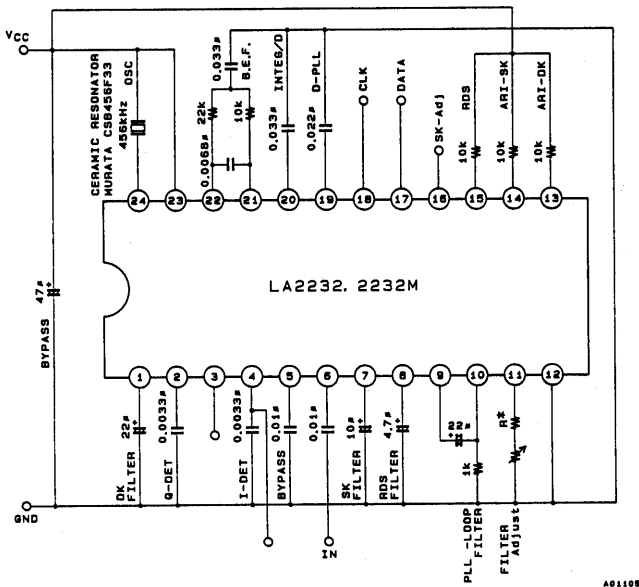 VCC
CERAMIC RESONATOR
MURATA CSB456F33
456kHz OSC
0.033μ
B.E.F.
INTEG/D
D-PLL
CLK
DATA
SK-Adj
RDS
ARI-SK
ARI-DK
22k
10k
0.0068μ
0.033μ
0.022μ
10k
10k
10k
24
23
22
21
20
19
18
17
16
15
14
13
LA2232, 2232M
47μ +
BYPASS
1
2
3
4
5
6
7
8
9
10
11
12
22μ +
DK
FILTER
0.0033μ
Q-DET
0.0033μ
I-DET
0.01μ
BYPASS
0.01μ
IN
10μ +
SK
FILTER
4.7μ +
RDS
FILTER
1k
PLL-LOOP
FILTER
R*
FILTER
Adjust
GND
A01109